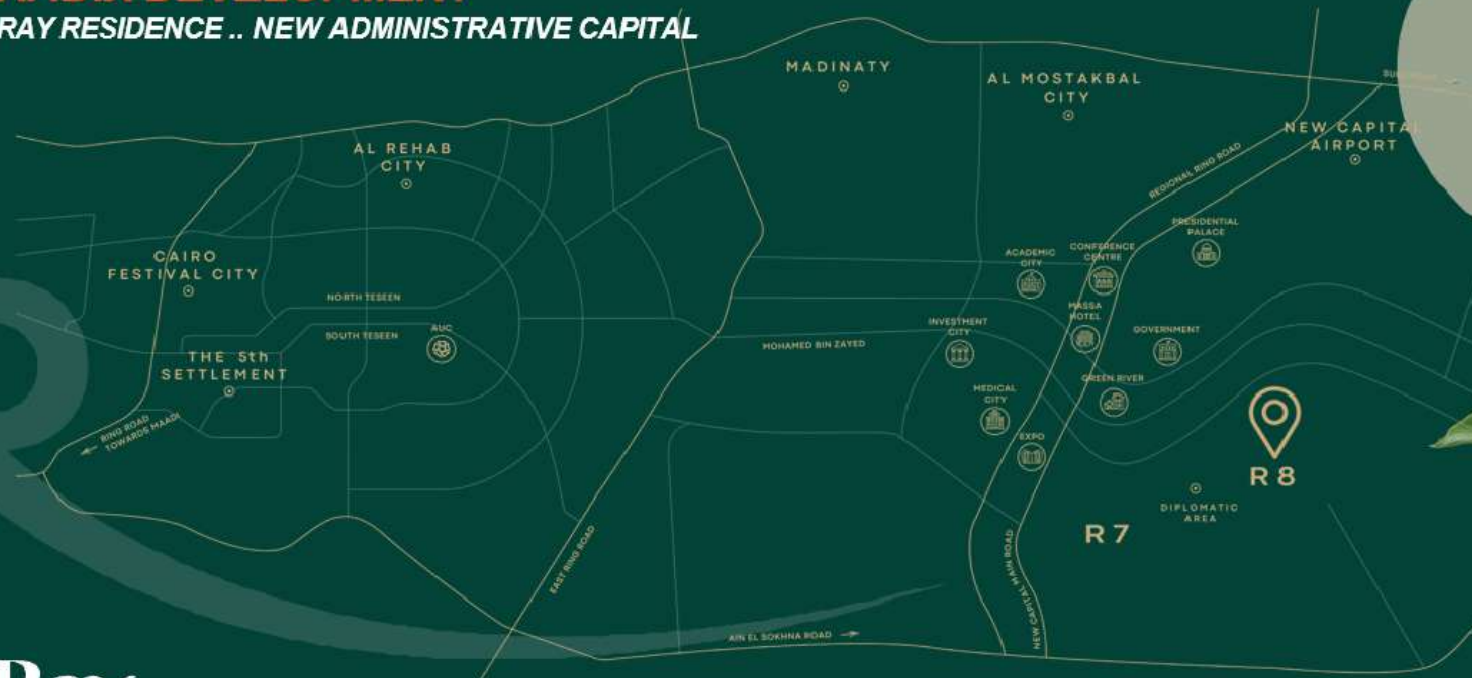 RAY RESIDENCE .. NEW ADMINISTRATIVE CAPITAL
MADINATY
AL MOSTAKBAL
CITY
NEW CAPITAL
AIRPORT
AL REHAB
CITY
REGIONAL RING ROAD
PRESIDENTIAL
PALACE
CONFERENCE
CENTRE
ACADEMIC
CITY
CAIRO
FESTIVAL CITY
NORTH TESEEN
SOUTH TESEEN
AUC
MASSA
HOTEL
INVESTMENT
CITY
GOVERNMENT
MOHAMED BIN ZAYED
THE 5th
SETTLEMENT
MEDICAL
CITY
GREEN RIVER
RING ROAD
TOWARDS MAADI
EXPO
R 8
DIPLOMATIC
AREA
R 7
EAST RING ROAD
NEW CAPITAL MAIN ROAD
AIN EL SOKHNA ROAD